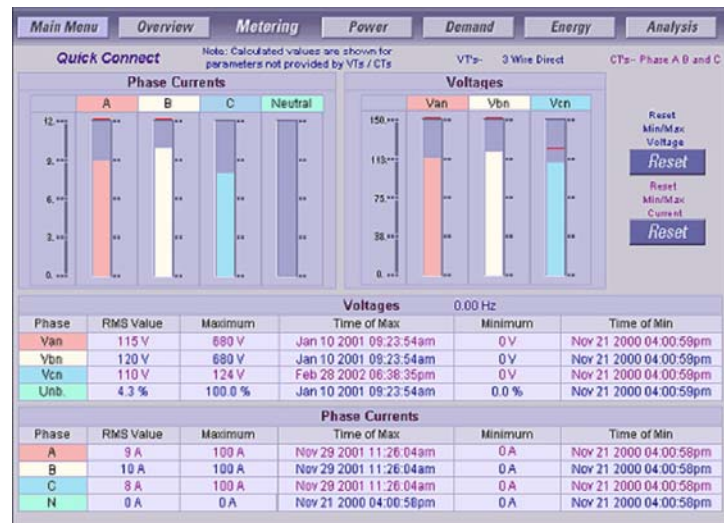 Main Menu Overview Metering Power Demand Energy Analysis
Quick Connect
Note: Calculated values are shown for
parameters not provided by VTs / CTs
VT's- 3 Wire Direct
CT's- Phase A B and C
Phase Currents
A B C Neutral
12.
9.
6.
3.
0.
Voltages
Van Vbn Vcn
150.
113.
75.
38.
0.
Reset
Min/Max
Voltage
Reset
Reset
Min/Max
Current
Reset
Voltages 0.00 Hz
Phase RMS Value Maximum Time of Max Minimum Time of Min
Van 115 V 680 V Jan 10 2001 09:23:54am 0 V Nov 21 2000 04:00:59pm
Vbn 120 V 680 V Jan 10 2001 09:23:54am 0 V Nov 21 2000 04:00:59pm
Vcn 110 V 124 V Feb 28 2002 06:38:35pm 0 V Nov 21 2000 04:00:59pm
Unb. 4.3 % 100.0 % Jan 10 2001 09:23:54am 0.0 % Nov 21 2000 04:00:59pm
Phase Currents
Phase RMS Value Maximum Time of Max Minimum Time of Min
A 9 A 100 A Nov 29 2001 11:26:04am 0 A Nov 21 2000 04:00:58pm
B 10 A 100 A Nov 29 2001 11:26:04am 0 A Nov 21 2000 04:00:58pm
C 8 A 100 A Nov 29 2001 11:26:04am 0 A Nov 21 2000 04:00:58pm
N 0 A 0 A Nov 21 2000 04:00:58pm 0 A Nov 21 2000 04:00:58pm